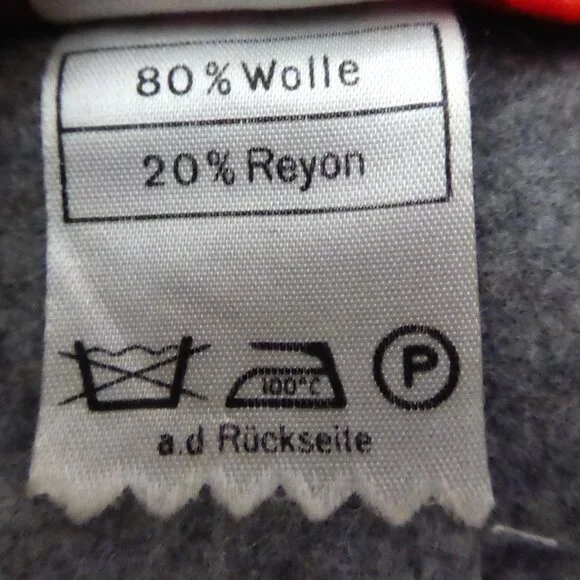 80% Wolle
20% Reyon
100°C P
a.d Rückseite